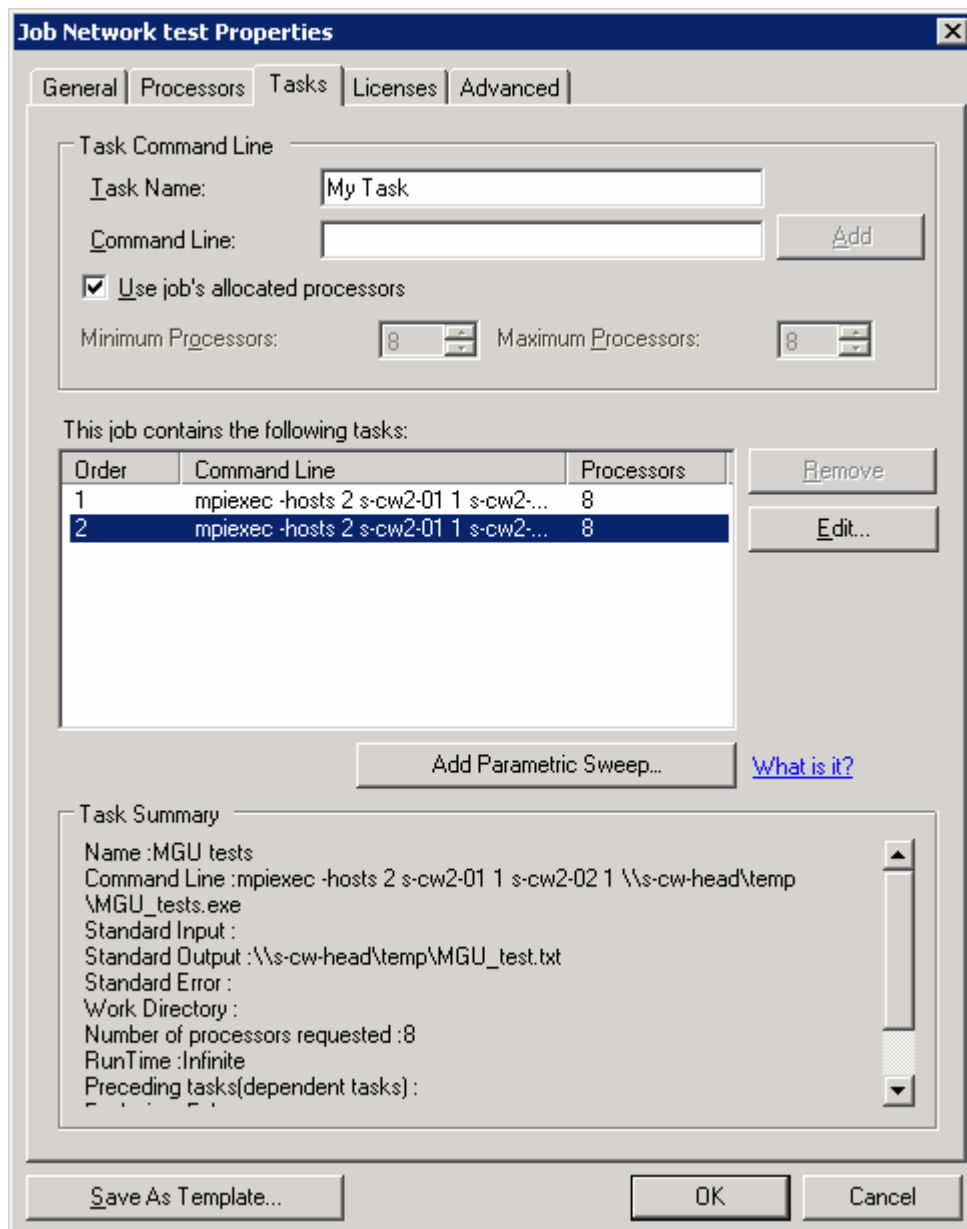 Job Network test Properties
General Processors Tasks Licenses Advanced
Task Command Line
Task Name: My Task
Command Line: Add
Use job's allocated processors
Minimum Processors: 8 Maximum Processors: 8
This job contains the following tasks:
Order Command Line Processors
1 mpiexec -hosts 2 s-cw2-01 1 s-cw2-... 8
2 mpiexec -hosts 2 s-cw2-01 1 s-cw2-... 8
Remove
Edit...
Add Parametric Sweep... What is it?
Task Summary
Name :MGU tests
Command Line :mpiexec -hosts 2 s-cw2-01 1 s-cw2-02 1 \\s-cw-head\temp
\MGU_tests.exe
Standard Input :
Standard Output :\\s-cw-head\temp\MGU_test.txt
Standard Error :
Work Directory :
Number of processors requested :8
RunTime :Infinite
Preceding tasks(dependent tasks) :
Save As Template... OK Cancel